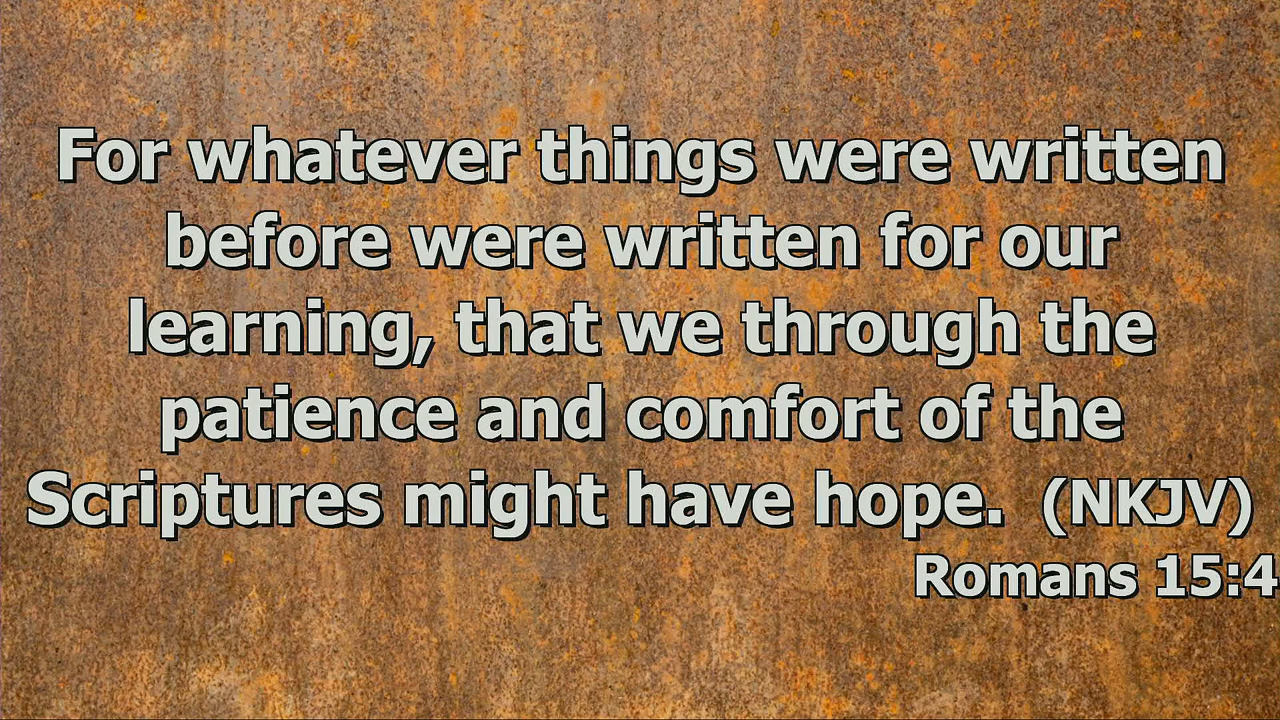 For whatever things were written
before were written for our
learning, that we through the
patience and comfort of the
Scriptures might have hope.  (NKJV)
Romans 15:4